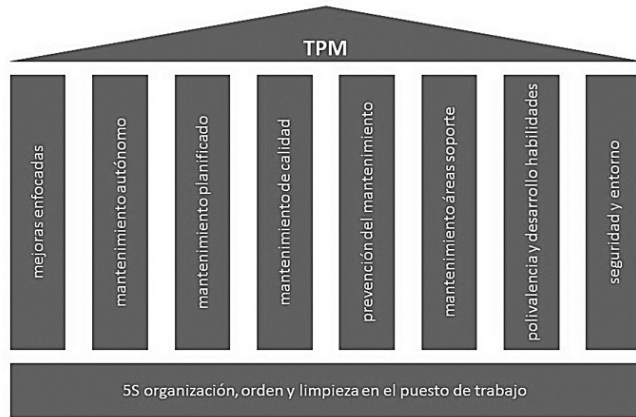 TPM
mejoras enfocadas
mantenimiento autónomo
mantenimiento planificado
mantenimiento de calidad
prevención del mantenimiento
mantenimiento áreas soporte
polivalencia y desarrollo habilidades
seguridad y entorno
5S organización, orden y limpieza en el puesto de trabajo